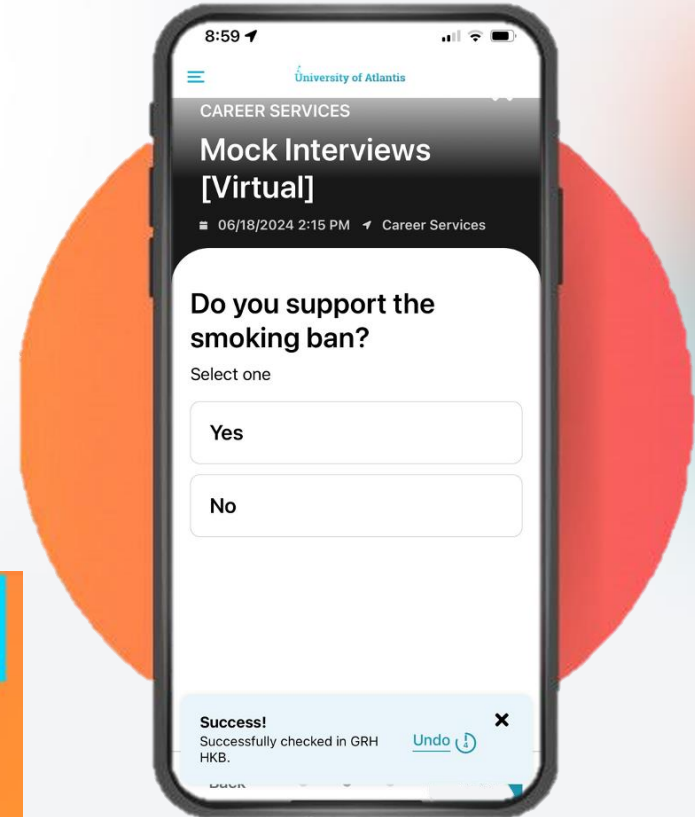 8:59
University of Atlantis
CAREER SERVICES
Mock Interviews
[Virtual]
06/18/2024 2:15 PM Career Services
Do you support the
smoking ban?
Select one
Yes
No
Success!
Successfully checked in GRH
HKB.
Undo 4
Back